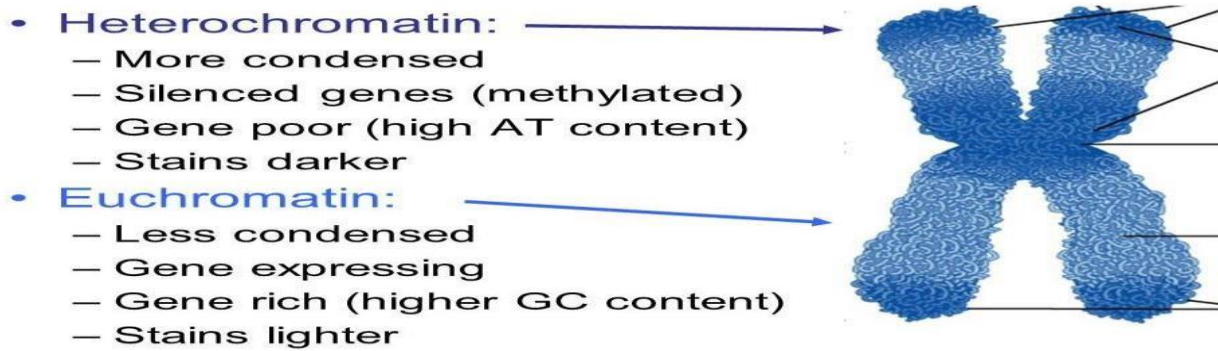 • Heterochromatin:
– More condensed
– Silenced genes (methylated)
– Gene poor (high AT content)
– Stains darker
• Euchromatin:
– Less condensed
– Gene expressing
– Gene rich (higher GC content)
– Stains lighter